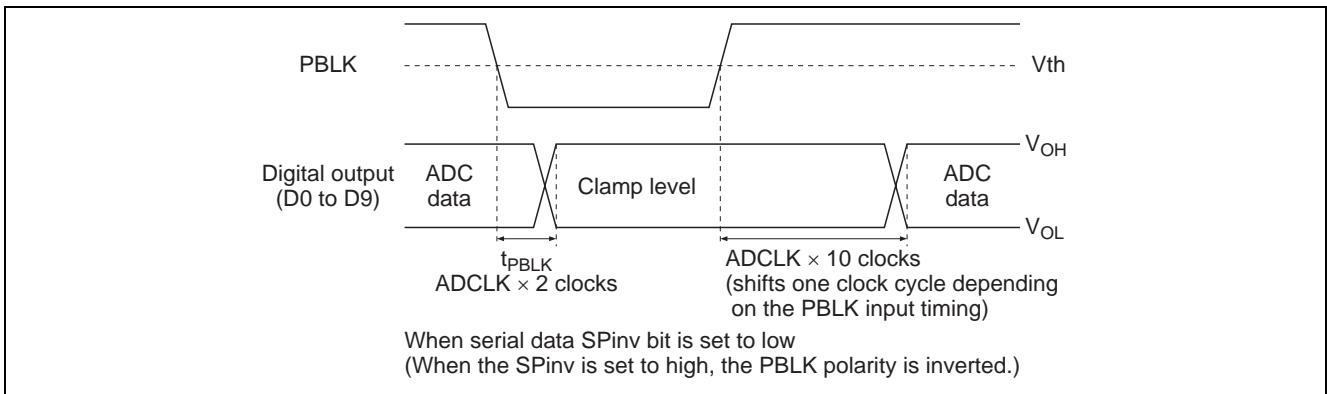 PBLK
Vth
Digital output
(D0 to D9)
ADC
data
Clamp level
ADC
data
VOH
VOL
tPBLK
ADCLK × 2 clocks
ADCLK × 10 clocks
(shifts one clock cycle depending
on the PBLK input timing)
When serial data SPinv bit is set to low
(When the SPinv is set to high, the PBLK polarity is inverted.)